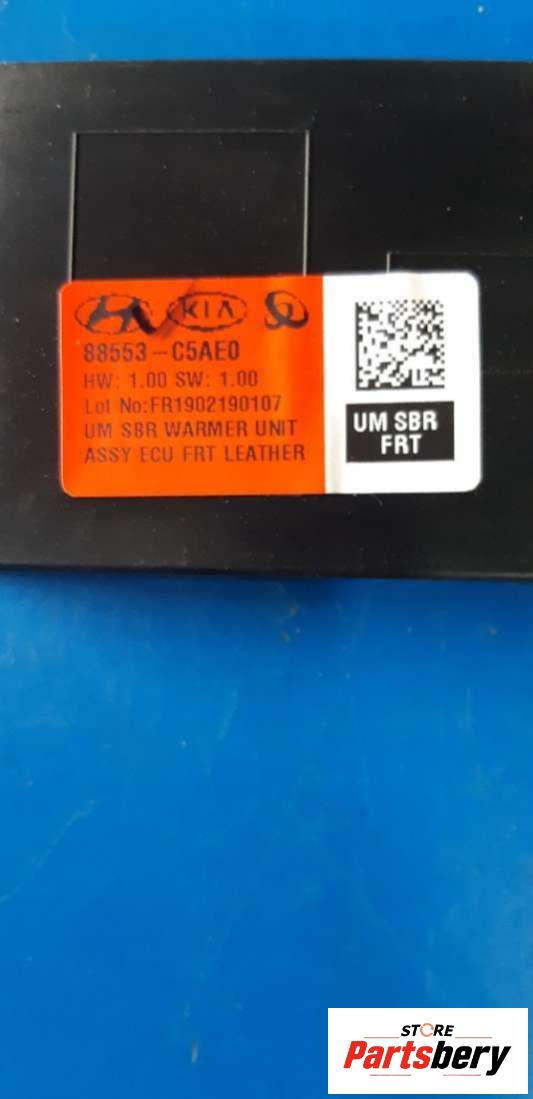 KIA
88553-C5AE0
HW: 1.00 SW: 1.00
Lot No:FR1902190107
UM SBR WARMER UNIT
ASSY ECU FRT LEATHER
UM SBR
FRT
STORE
Partsbery